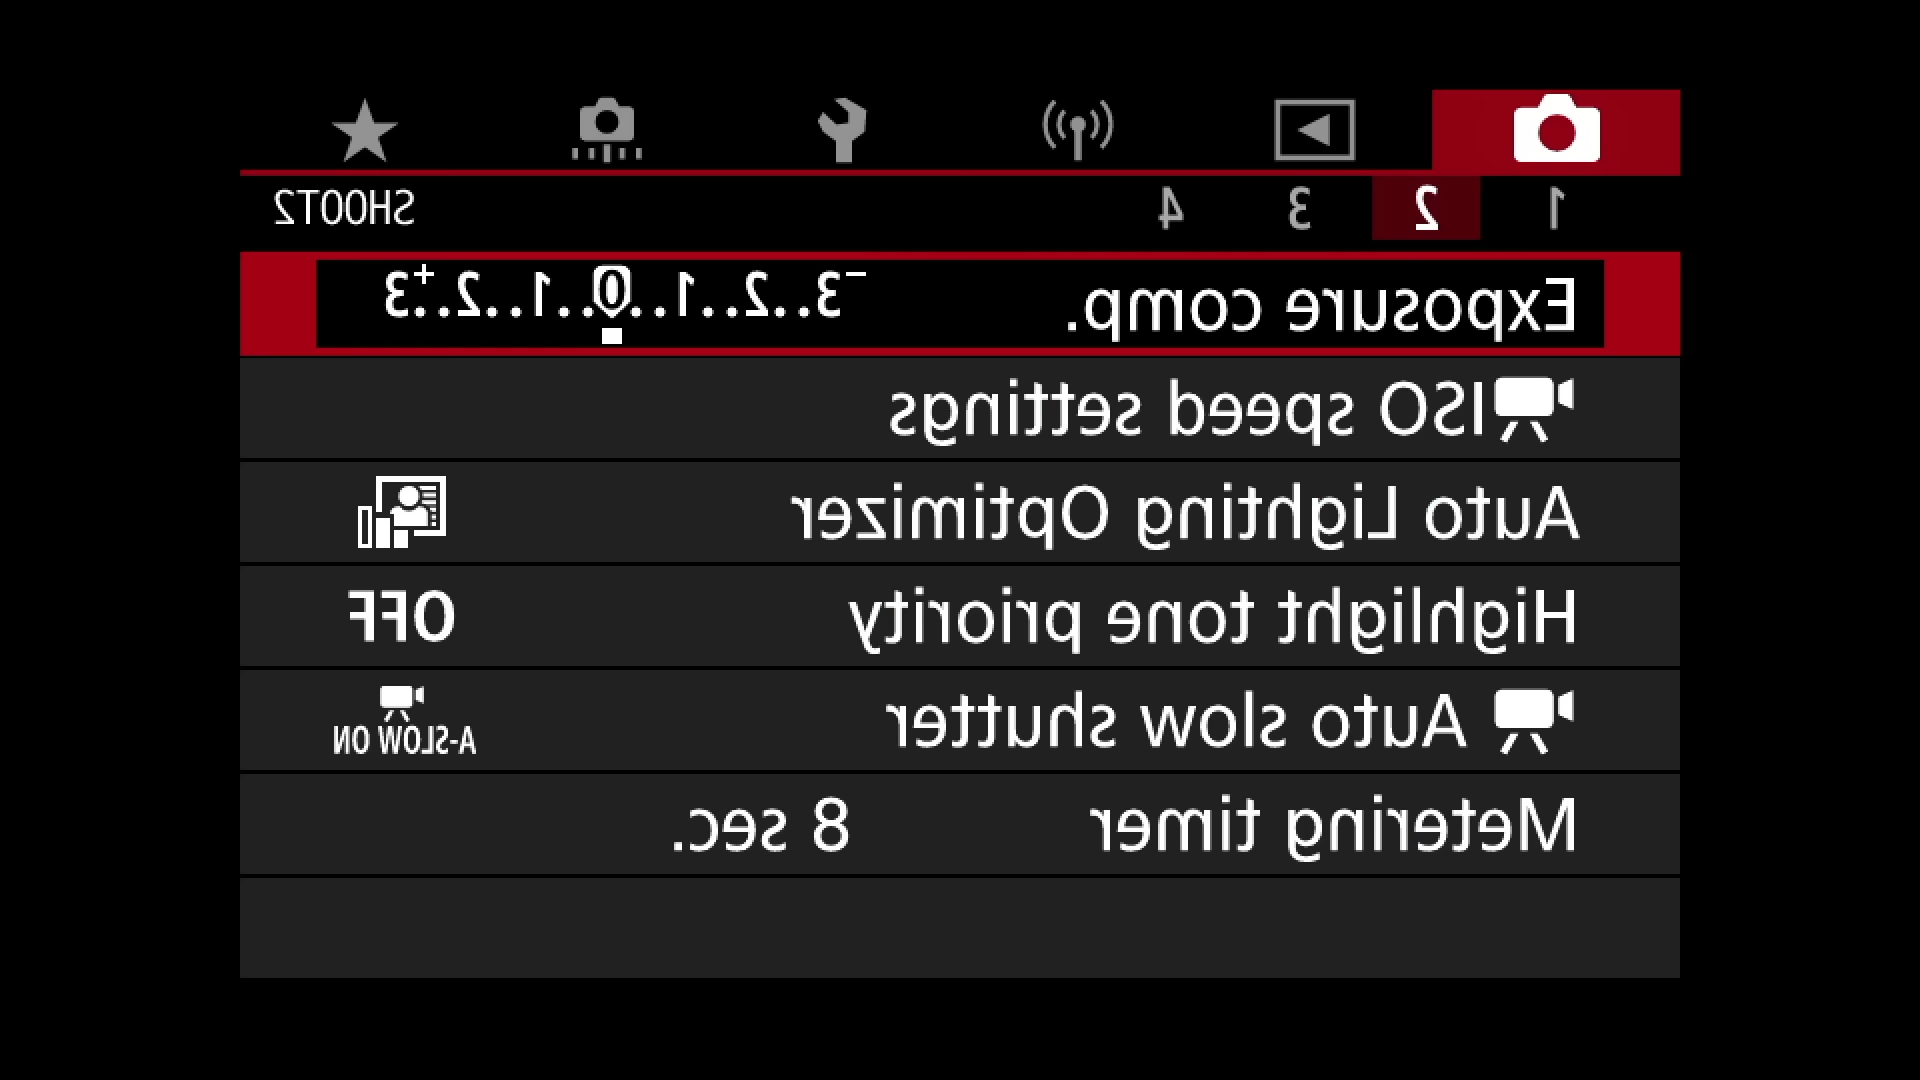 1 2 3 4 SHOOT2
Exposure comp. -3..2..1..0..1..2..+3
ISO speed settings
Auto Lighting Optimizer
Highlight tone priority OFF
Auto slow shutter A-SLOW ON
Metering timer 8 sec.